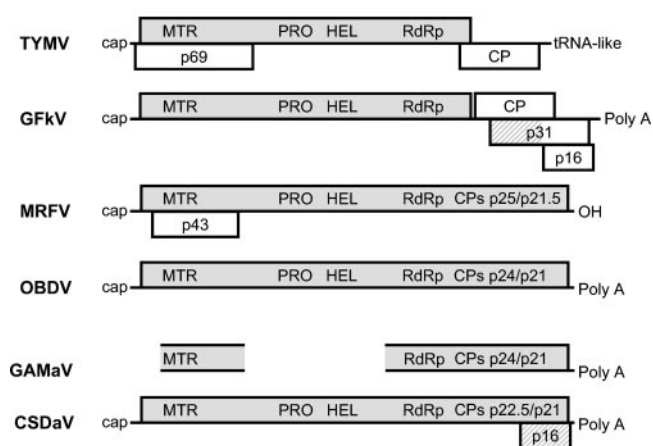 MTR PRO HEL RdRp
TYMV cap tRNA-like
p69 CP
CP
GFkV cap MTR PRO HEL RdRp Poly A
p31
p16
MTR PRO HEL RdRp CPs p25/p21.5
MRFV cap OH
p43
MTR PRO HEL RdRp CPs p24/p21
OBDV cap Poly A
MTR RdRp CPs p24/p21
GAMaV Poly A
MTR PRO HEL RdRp CPs p22.5/p21
CSDaV cap Poly A
p16